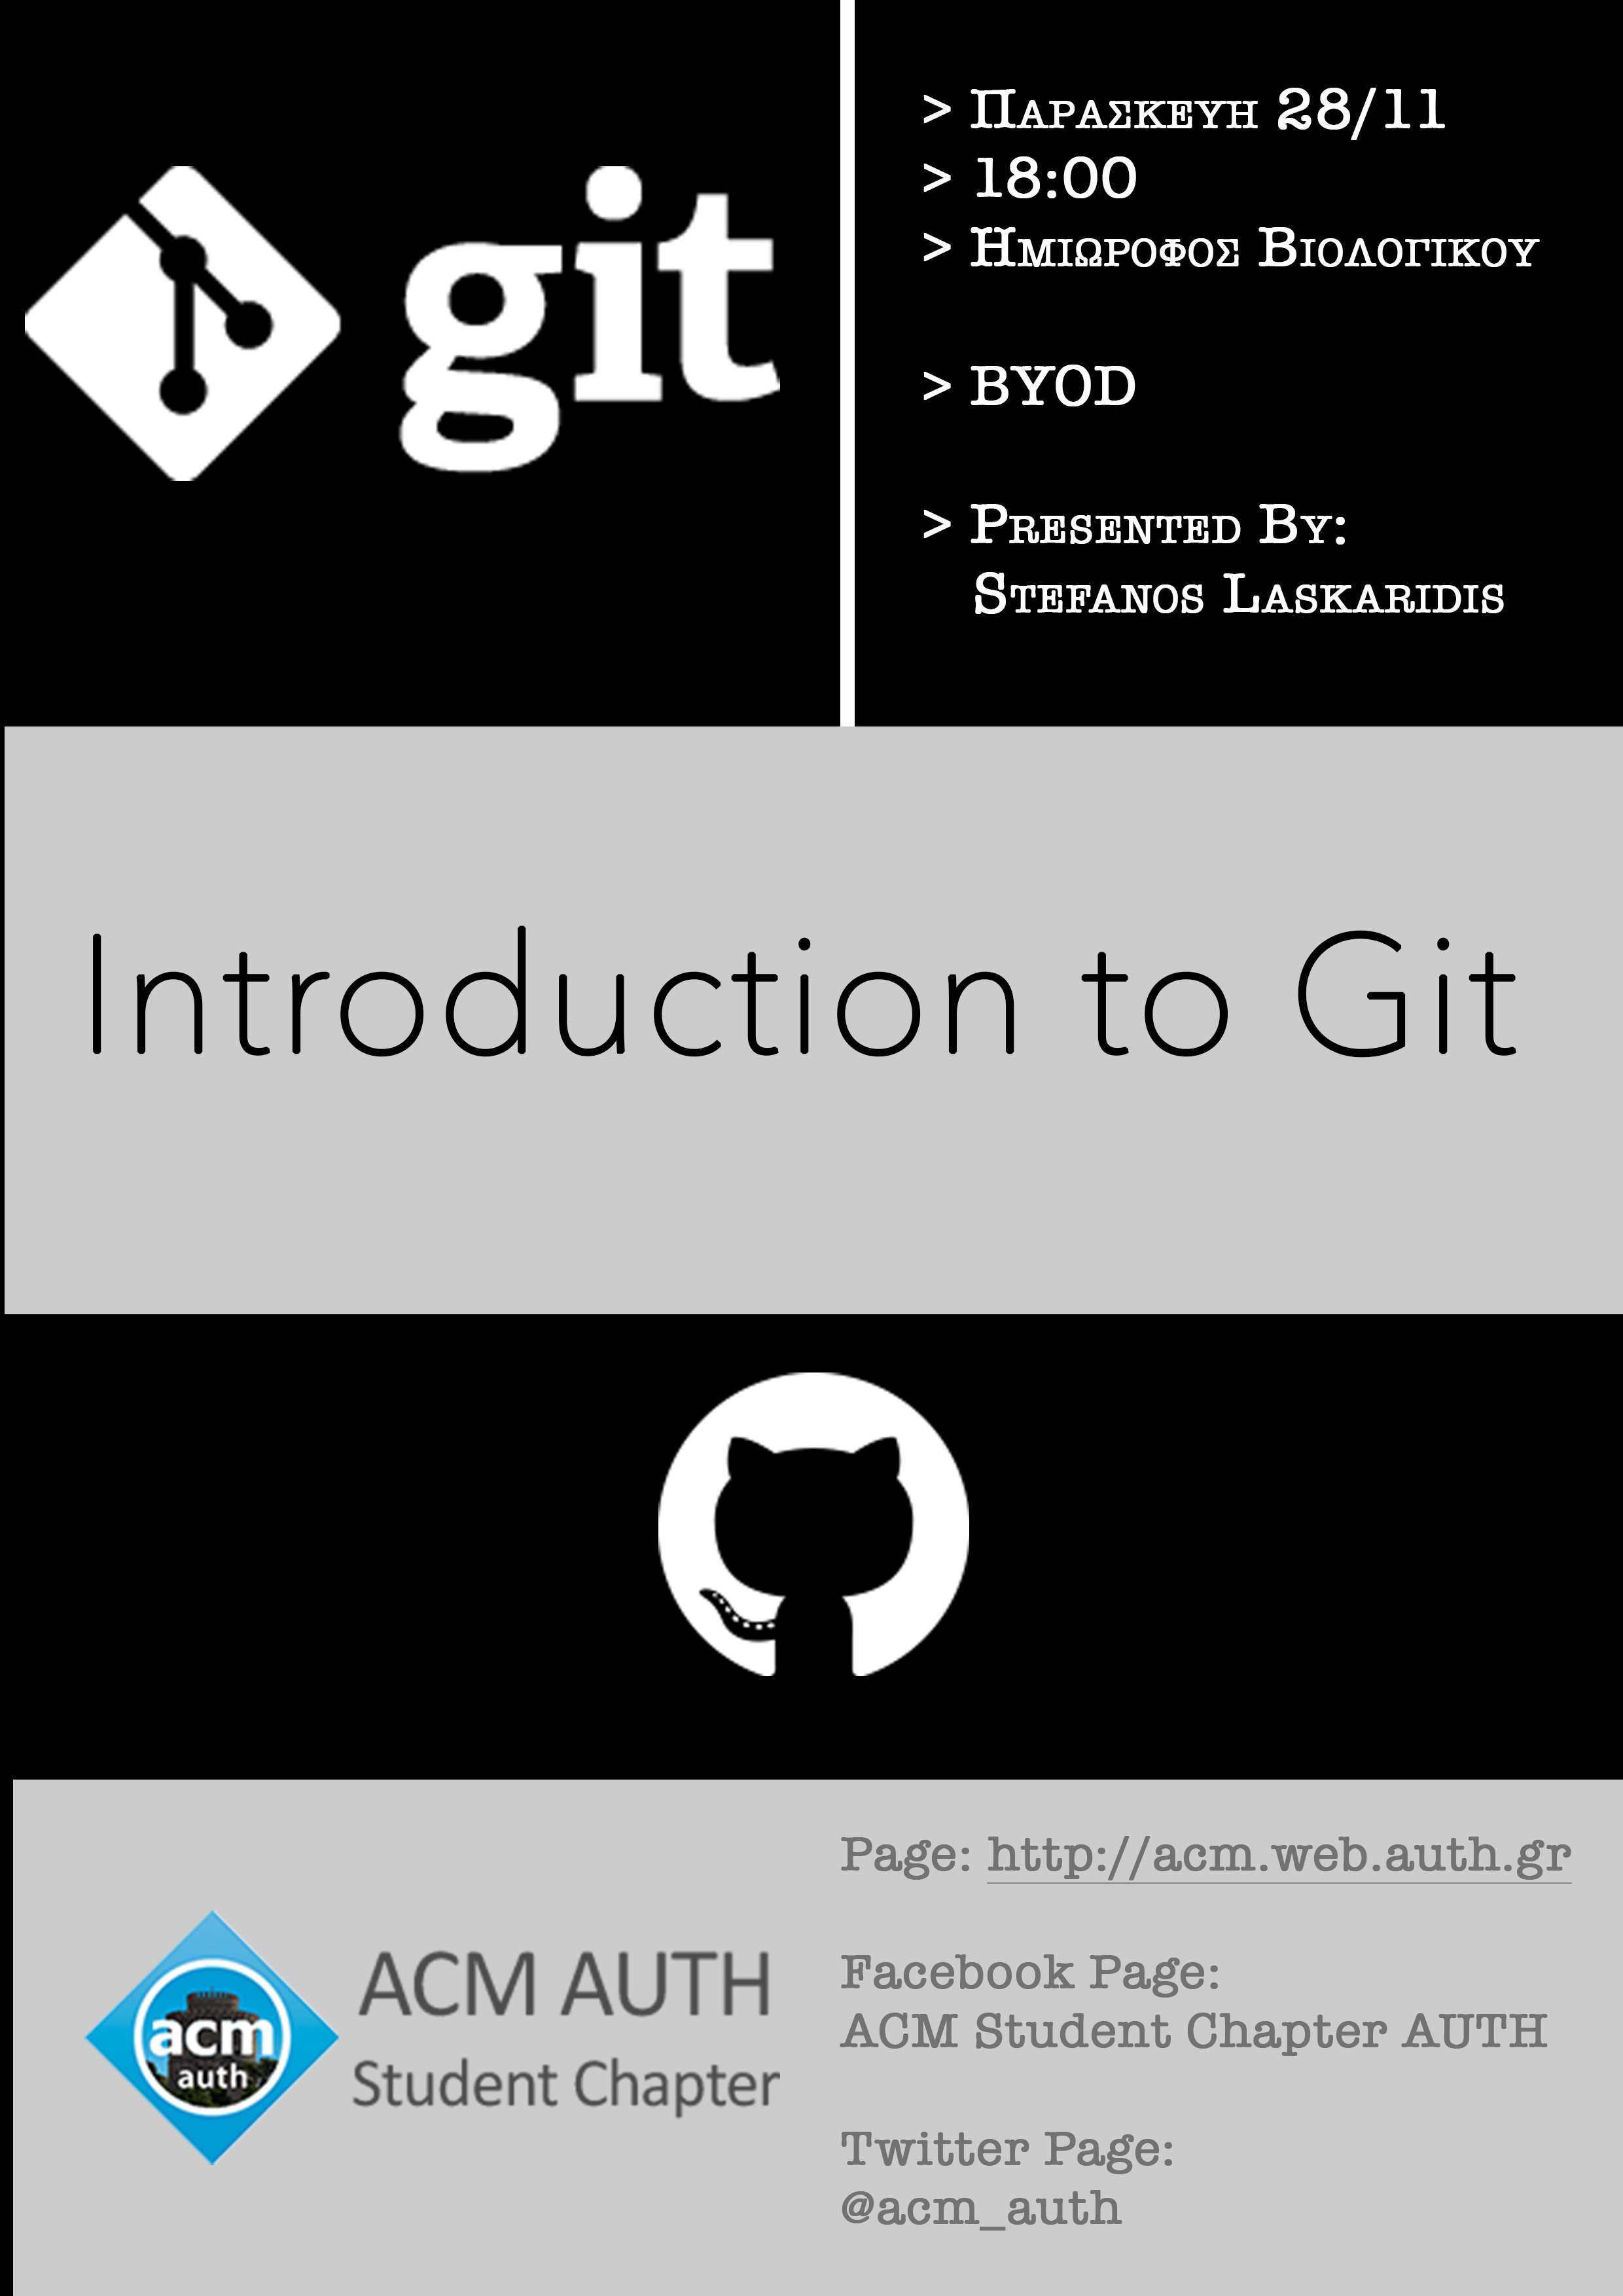 git
> Παρασκευη 28/11
> 18:00
> Ημιωροφος Βιολογικου
> BYOD
> Presented By:
Stefanos Laskaridis
Introduction to Git
acm
auth
ACM AUTH
Student Chapter
Page: http://acm.web.auth.gr
Facebook Page:
ACM Student Chapter AUTH
Twitter Page:
@acm_auth